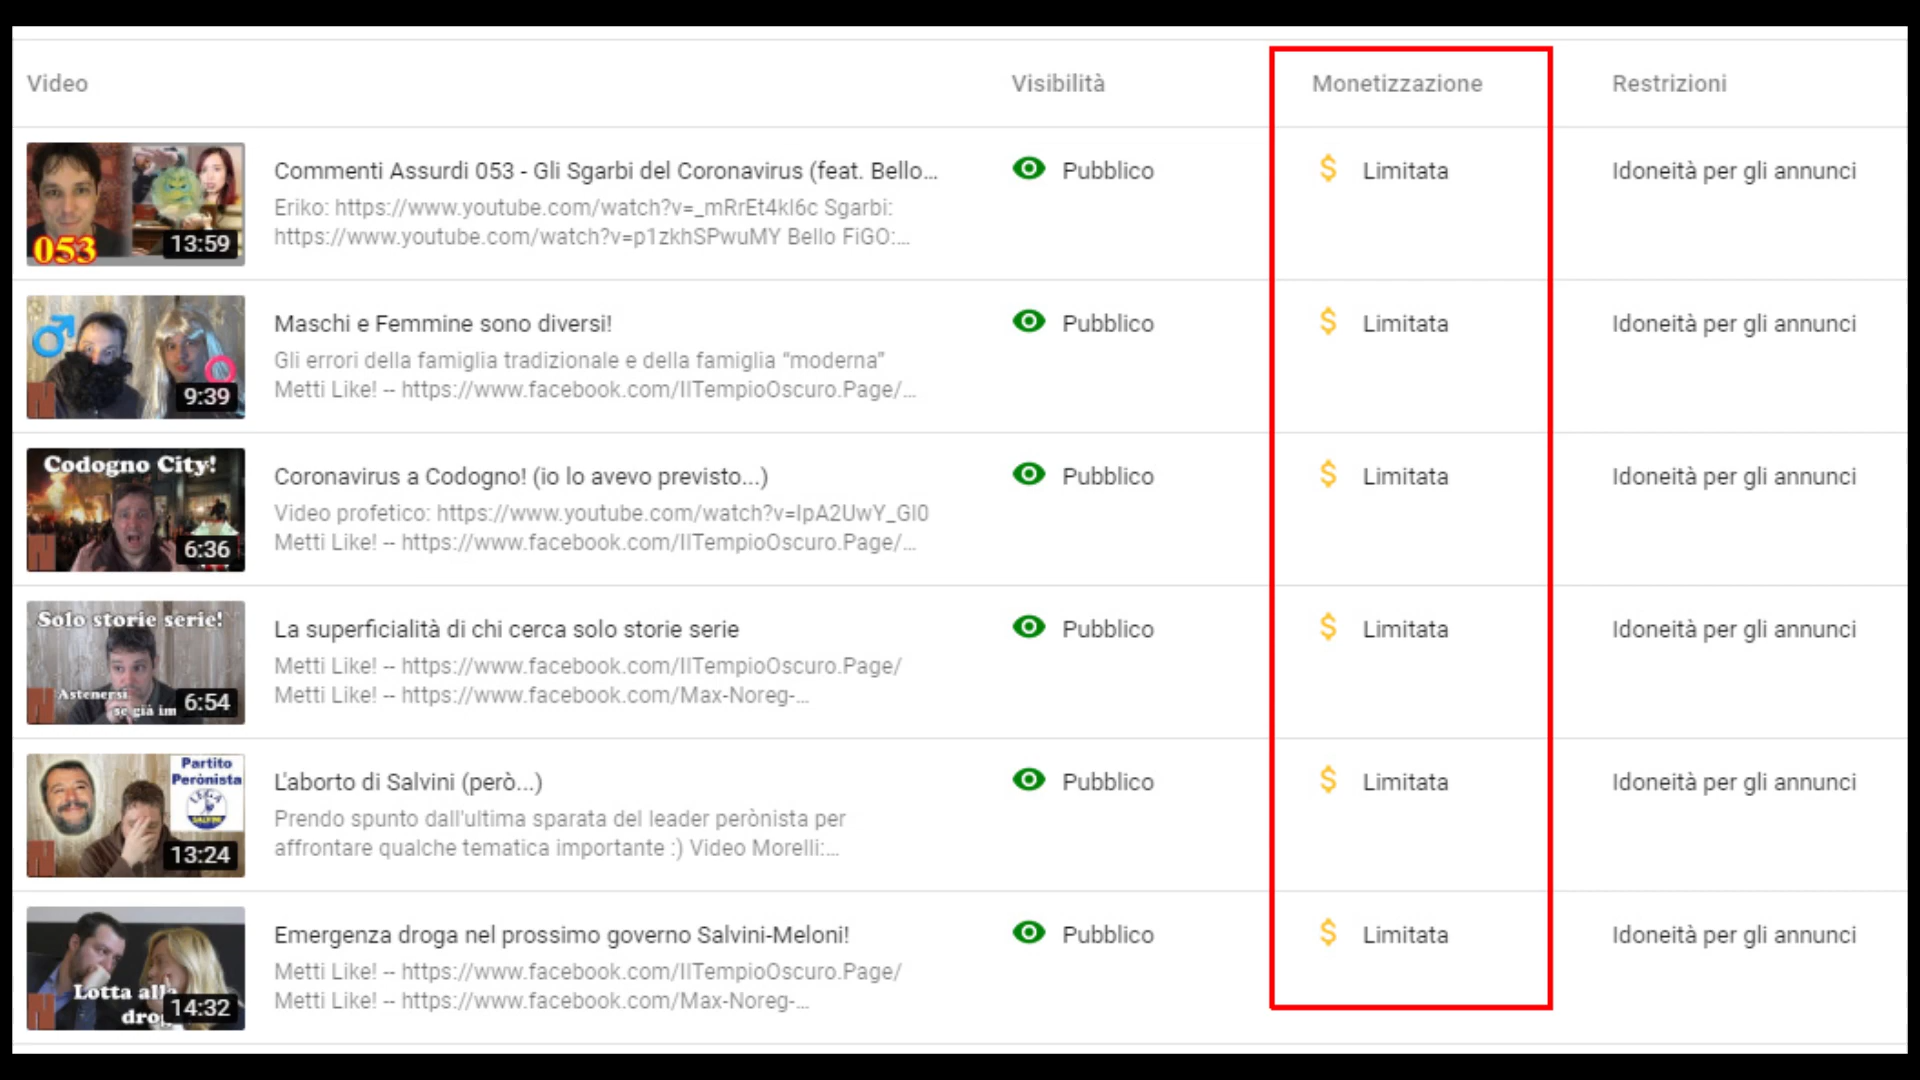 Video Visibilità Monetizzazione Restrizioni
053
13:59
Commenti Assurdi 053 - Gli Sgarbi del Coronavirus (feat. Bello...
Eriko: https://www.youtube.com/watch?v=_mRrEt4kI6c Sgarbi:
https://www.youtube.com/watch?v=p1zkhSPwuMY Bello FiGO:...
Pubblico
$ Limitata
Idoneità per gli annunci
9:39
Maschi e Femmine sono diversi!
Gli errori della famiglia tradizionale e della famiglia "moderna"
Metti Like! -- https://www.facebook.com/IlTempioOscuro.Page/...
Pubblico
$ Limitata
Idoneità per gli annunci
Codogno City!
6:36
Coronavirus a Codogno! (io lo avevo previsto...)
Video profetico: https://www.youtube.com/watch?v=IpA2UwY_GI0
Metti Like! -- https://www.facebook.com/IlTempioOscuro.Page/...
Pubblico
$ Limitata
Idoneità per gli annunci
Solo storie serie!
Astenersi
se già im
6:54
La superficialità di chi cerca solo storie serie
Metti Like! -- https://www.facebook.com/IlTempioOscuro.Page/
Metti Like! -- https://www.facebook.com/Max-Noreg-...
Pubblico
$ Limitata
Idoneità per gli annunci
Partito
Perònista
LEGA
SALVINI
13:24
L'aborto di Salvini (però...)
Prendo spunto dall'ultima sparata del leader perònista per
affrontare qualche tematica importante :) Video Morelli:...
Pubblico
$ Limitata
Idoneità per gli annunci
Lotta alla
drog
14:32
Emergenza droga nel prossimo governo Salvini-Meloni!
Metti Like! -- https://www.facebook.com/IlTempioOscuro.Page/
Metti Like! -- https://www.facebook.com/Max-Noreg-...
Pubblico
$ Limitata
Idoneità per gli annunci